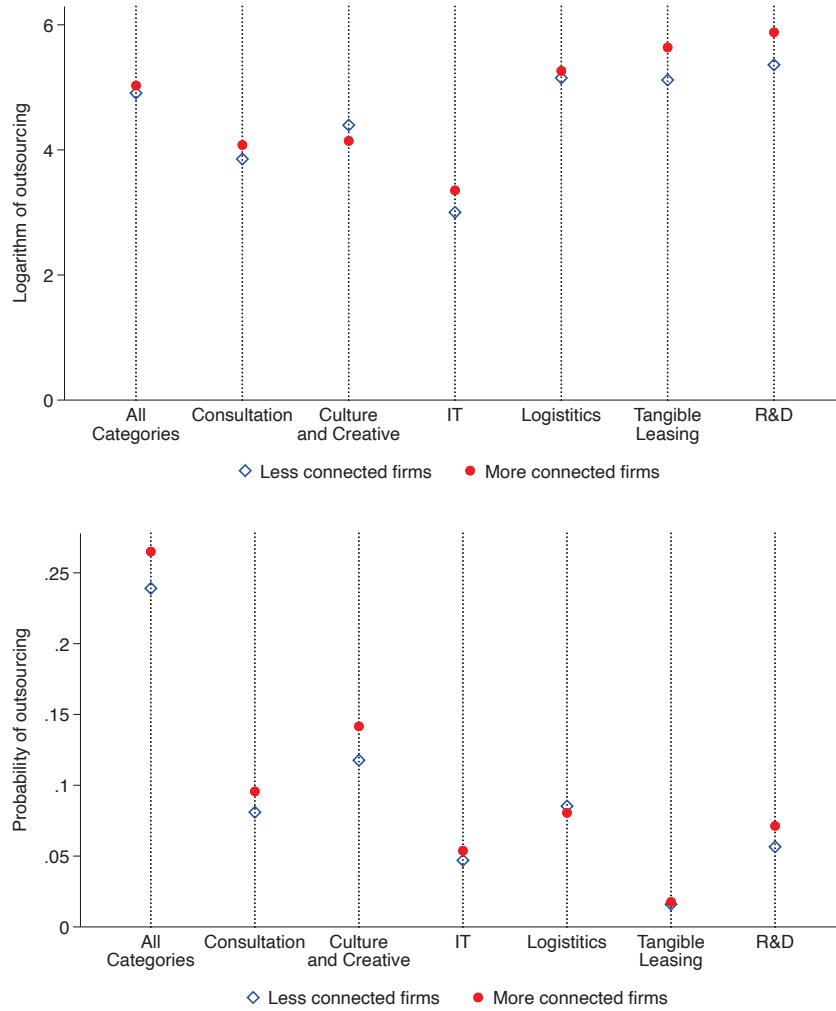 6
4
2
0
Logarithm of outsourcing
All
Categories
Consultation
Culture
and Creative
IT
Logistitics
Tangible
Leasing
R&D
Less connected firms
More connected firms
.25
.2
.15
.1
.05
0
Probability of outsourcing
All
Categories
Consultation
Culture
and Creative
IT
Logistitics
Tangible
Leasing
R&D
Less connected firms
More connected firms